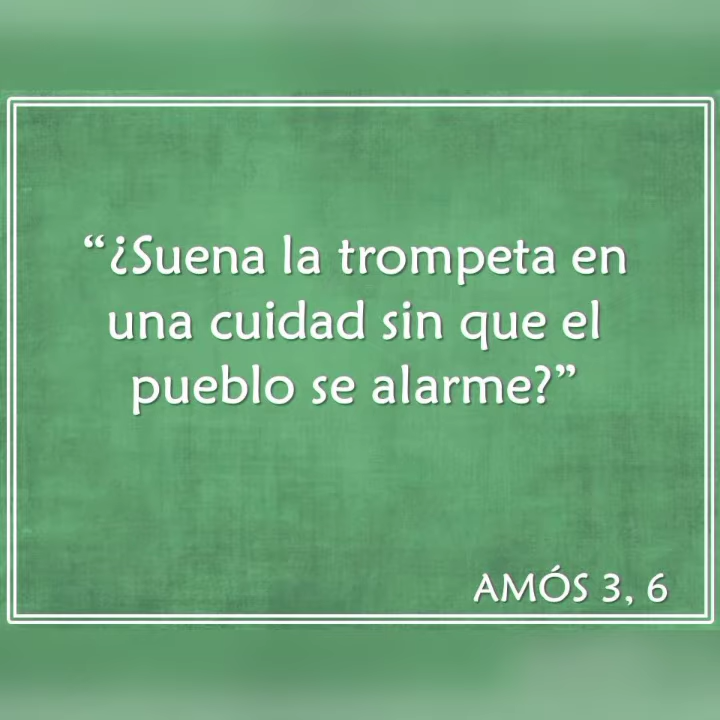 “¿Suena la trompeta en
una cuidad sin que el
pueblo se alarme?”
AMÓS 3, 6